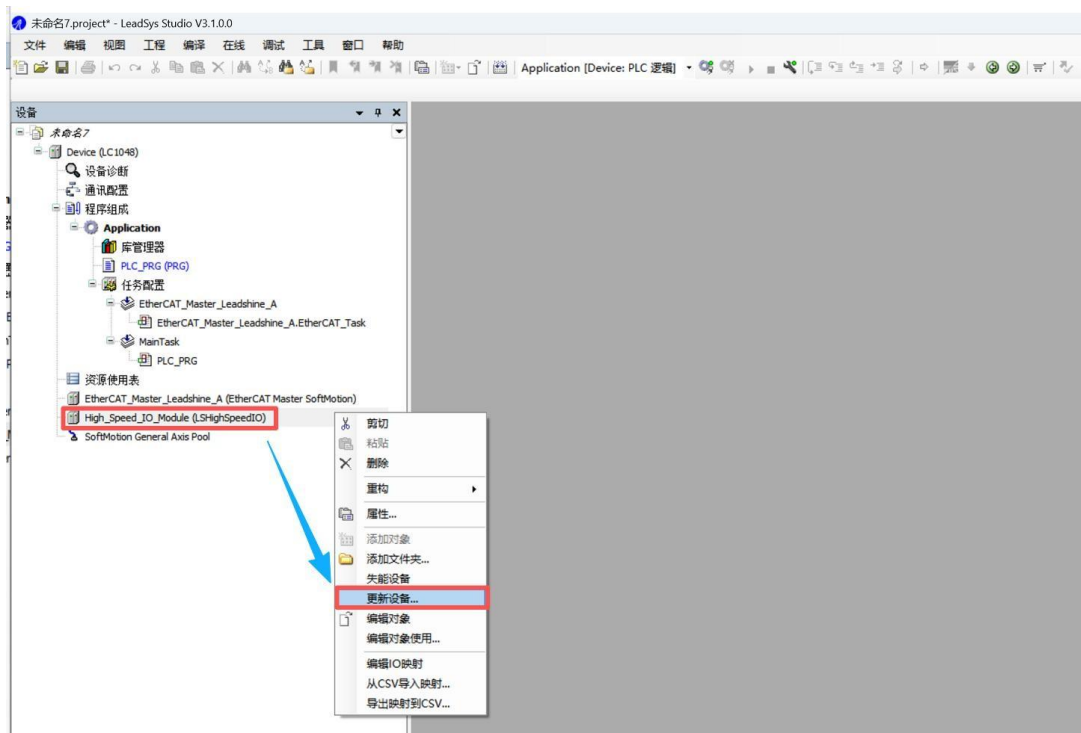 未命名7.project* - LeadSys Studio V3.1.0.0
文件 编辑 视图 工程 编译 在线 调试 工具 窗口 帮助
Application [Device: PLC 逻辑]
设备
未命名7
Device (LC1048)
设备诊断
通讯配置
程序组成
Application
库管理器
PLC_PRG (PRG)
任务配置
EtherCAT_Master_Leadshine_A
EtherCAT_Master_Leadshine_A.EtherCAT_Task
MainTask
PLC_PRG
资源使用表
EtherCAT_Master_Leadshine_A (EtherCAT Master SoftMotion)
High_Speed_IO_Module (LSHighSpeedIO)
SoftMotion General Axis Pool
剪切
粘贴
删除
重构
属性...
添加对象
添加文件夹...
失能设备
更新设备...
编辑对象
编辑对象使用...
编辑IO映射
从CSV导入映射...
导出映射到CSV...